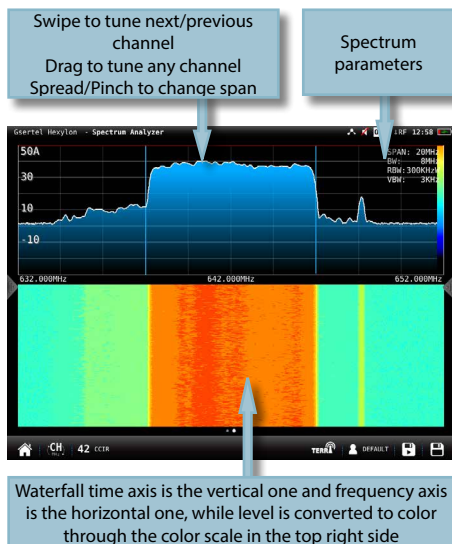 Swipe to tune next/previous
channel
Drag to tune any channel
Spread/Pinch to change span
Spectrum
parameters
Gsertel Hexylon - Spectrum Analyzer
iRF 12:58
50A
30
10
-10
SPAN: 20MHz
BW: 8MHz
RBW:300KHz
VBW: 3KHz
632.000MHz 642.000MHz 652.000MHz
CH 42 CCIR
TERR DEFAULT
Waterfall time axis is the vertical one and frequency axis
is the horizontal one, while level is converted to color
through the color scale in the top right side